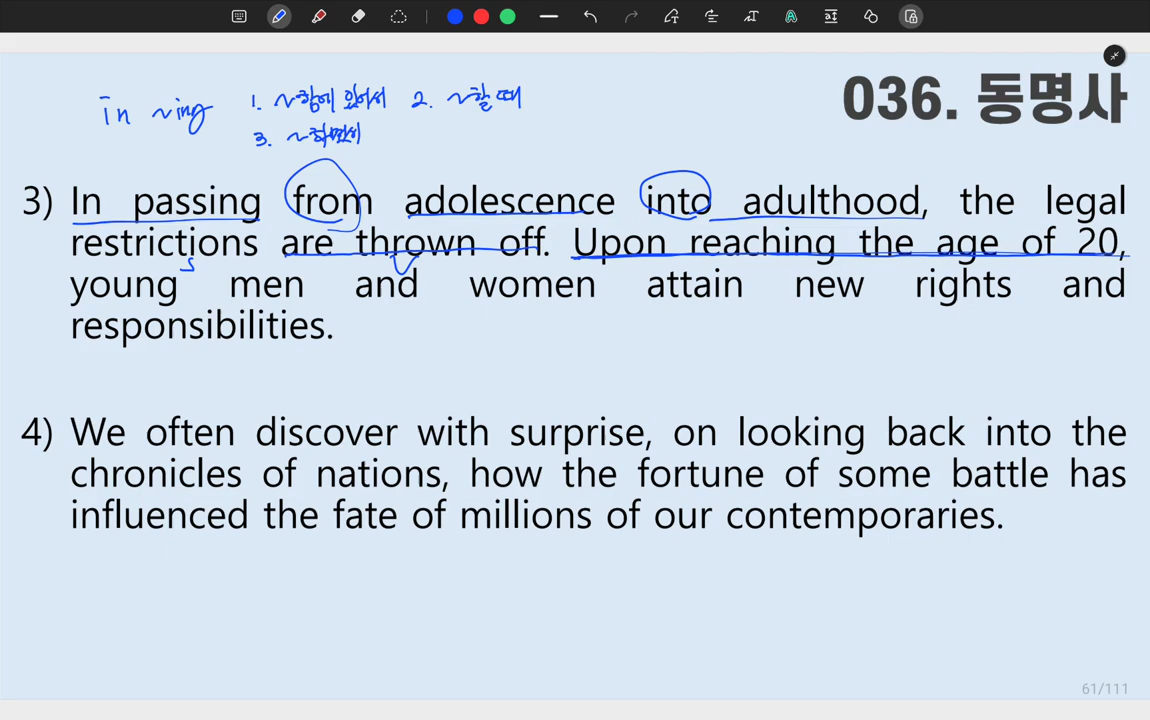 036. 동명사
in ~ing 1. ~함에 있어서 2. ~할 때
3. ~하면서
3) In passing from adolescence into adulthood, the legal
restrictions are thrown off. Upon reaching the age of 20,
s v
young men and women attain new rights and
responsibilities.
4) We often discover with surprise, on looking back into the
chronicles of nations, how the fortune of some battle has
influenced the fate of millions of our contemporaries.
61/111